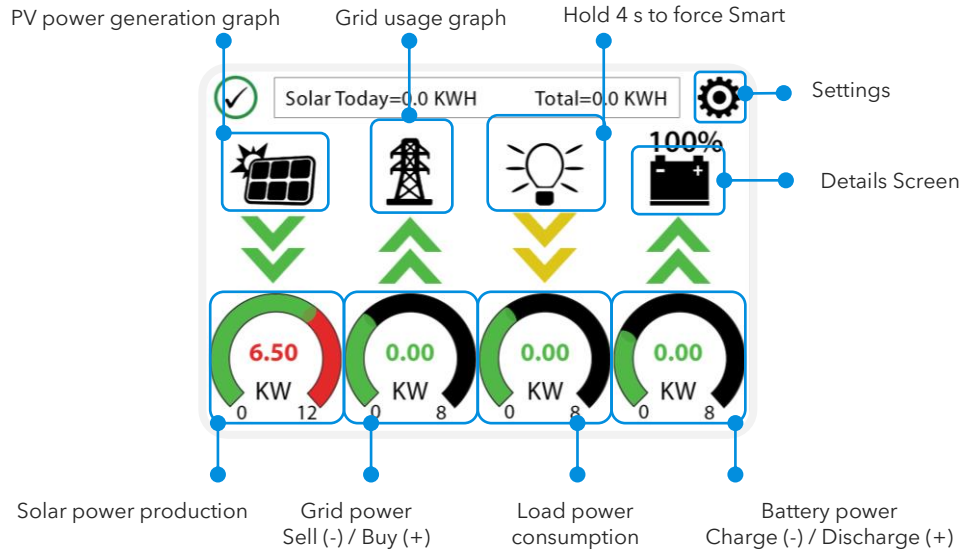 PV power generation graph
Grid usage graph
Hold 4 s to force Smart
Solar Today=0.0 KWH Total=0.0 KWH
Settings
100%
- +
Details Screen
6.50 0.00 0.00 0.00
KW KW KW KW
0 12 0 8 0 8 0 8
Solar power production
Grid power
Sell (-) / Buy (+)
Load power
consumption
Battery power
Charge (-) / Discharge (+)